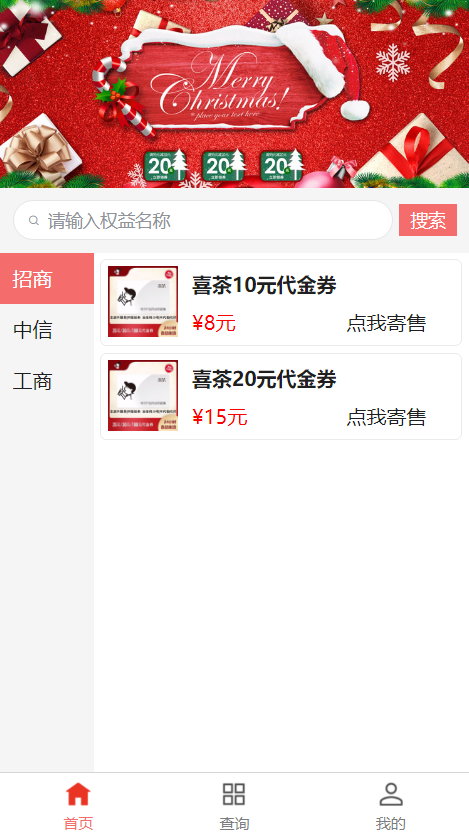 Merry
Christmas!
* place your text here
20
20
20
请输入权益名称
搜索
招商
中信
工商
喜茶10元代金券
¥8元
点我寄售
喜茶20元代金券
¥15元
点我寄售
首页
查询
我的